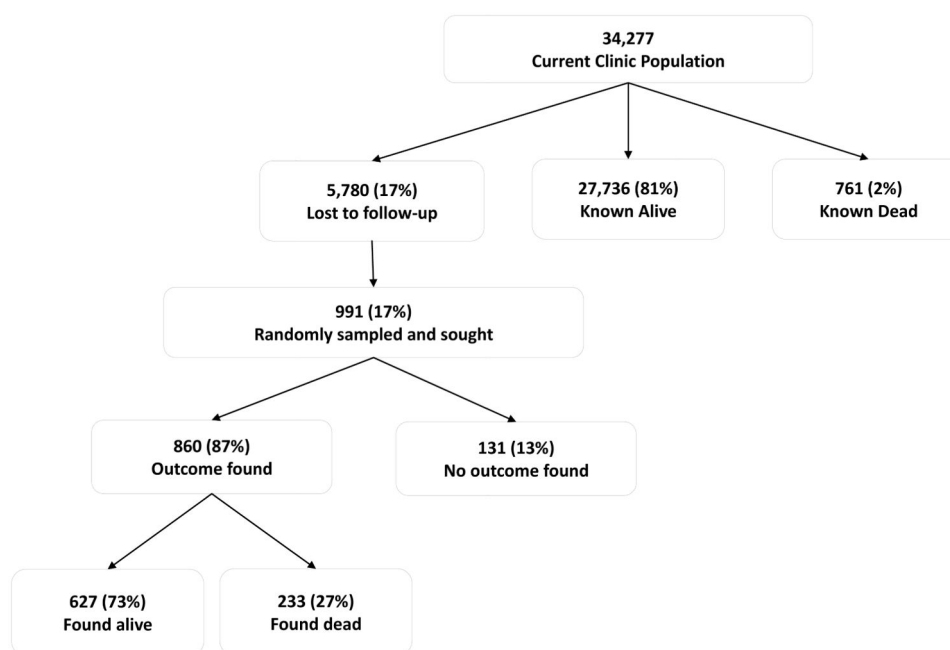 34,277
Current Clinic Population
5,780 (17%)
Lost to follow-up
27,736 (81%)
Known Alive
761 (2%)
Known Dead
991 (17%)
Randomly sampled and sought
860 (87%)
Outcome found
131 (13%)
No outcome found
627 (73%)
Found alive
233 (27%)
Found dead